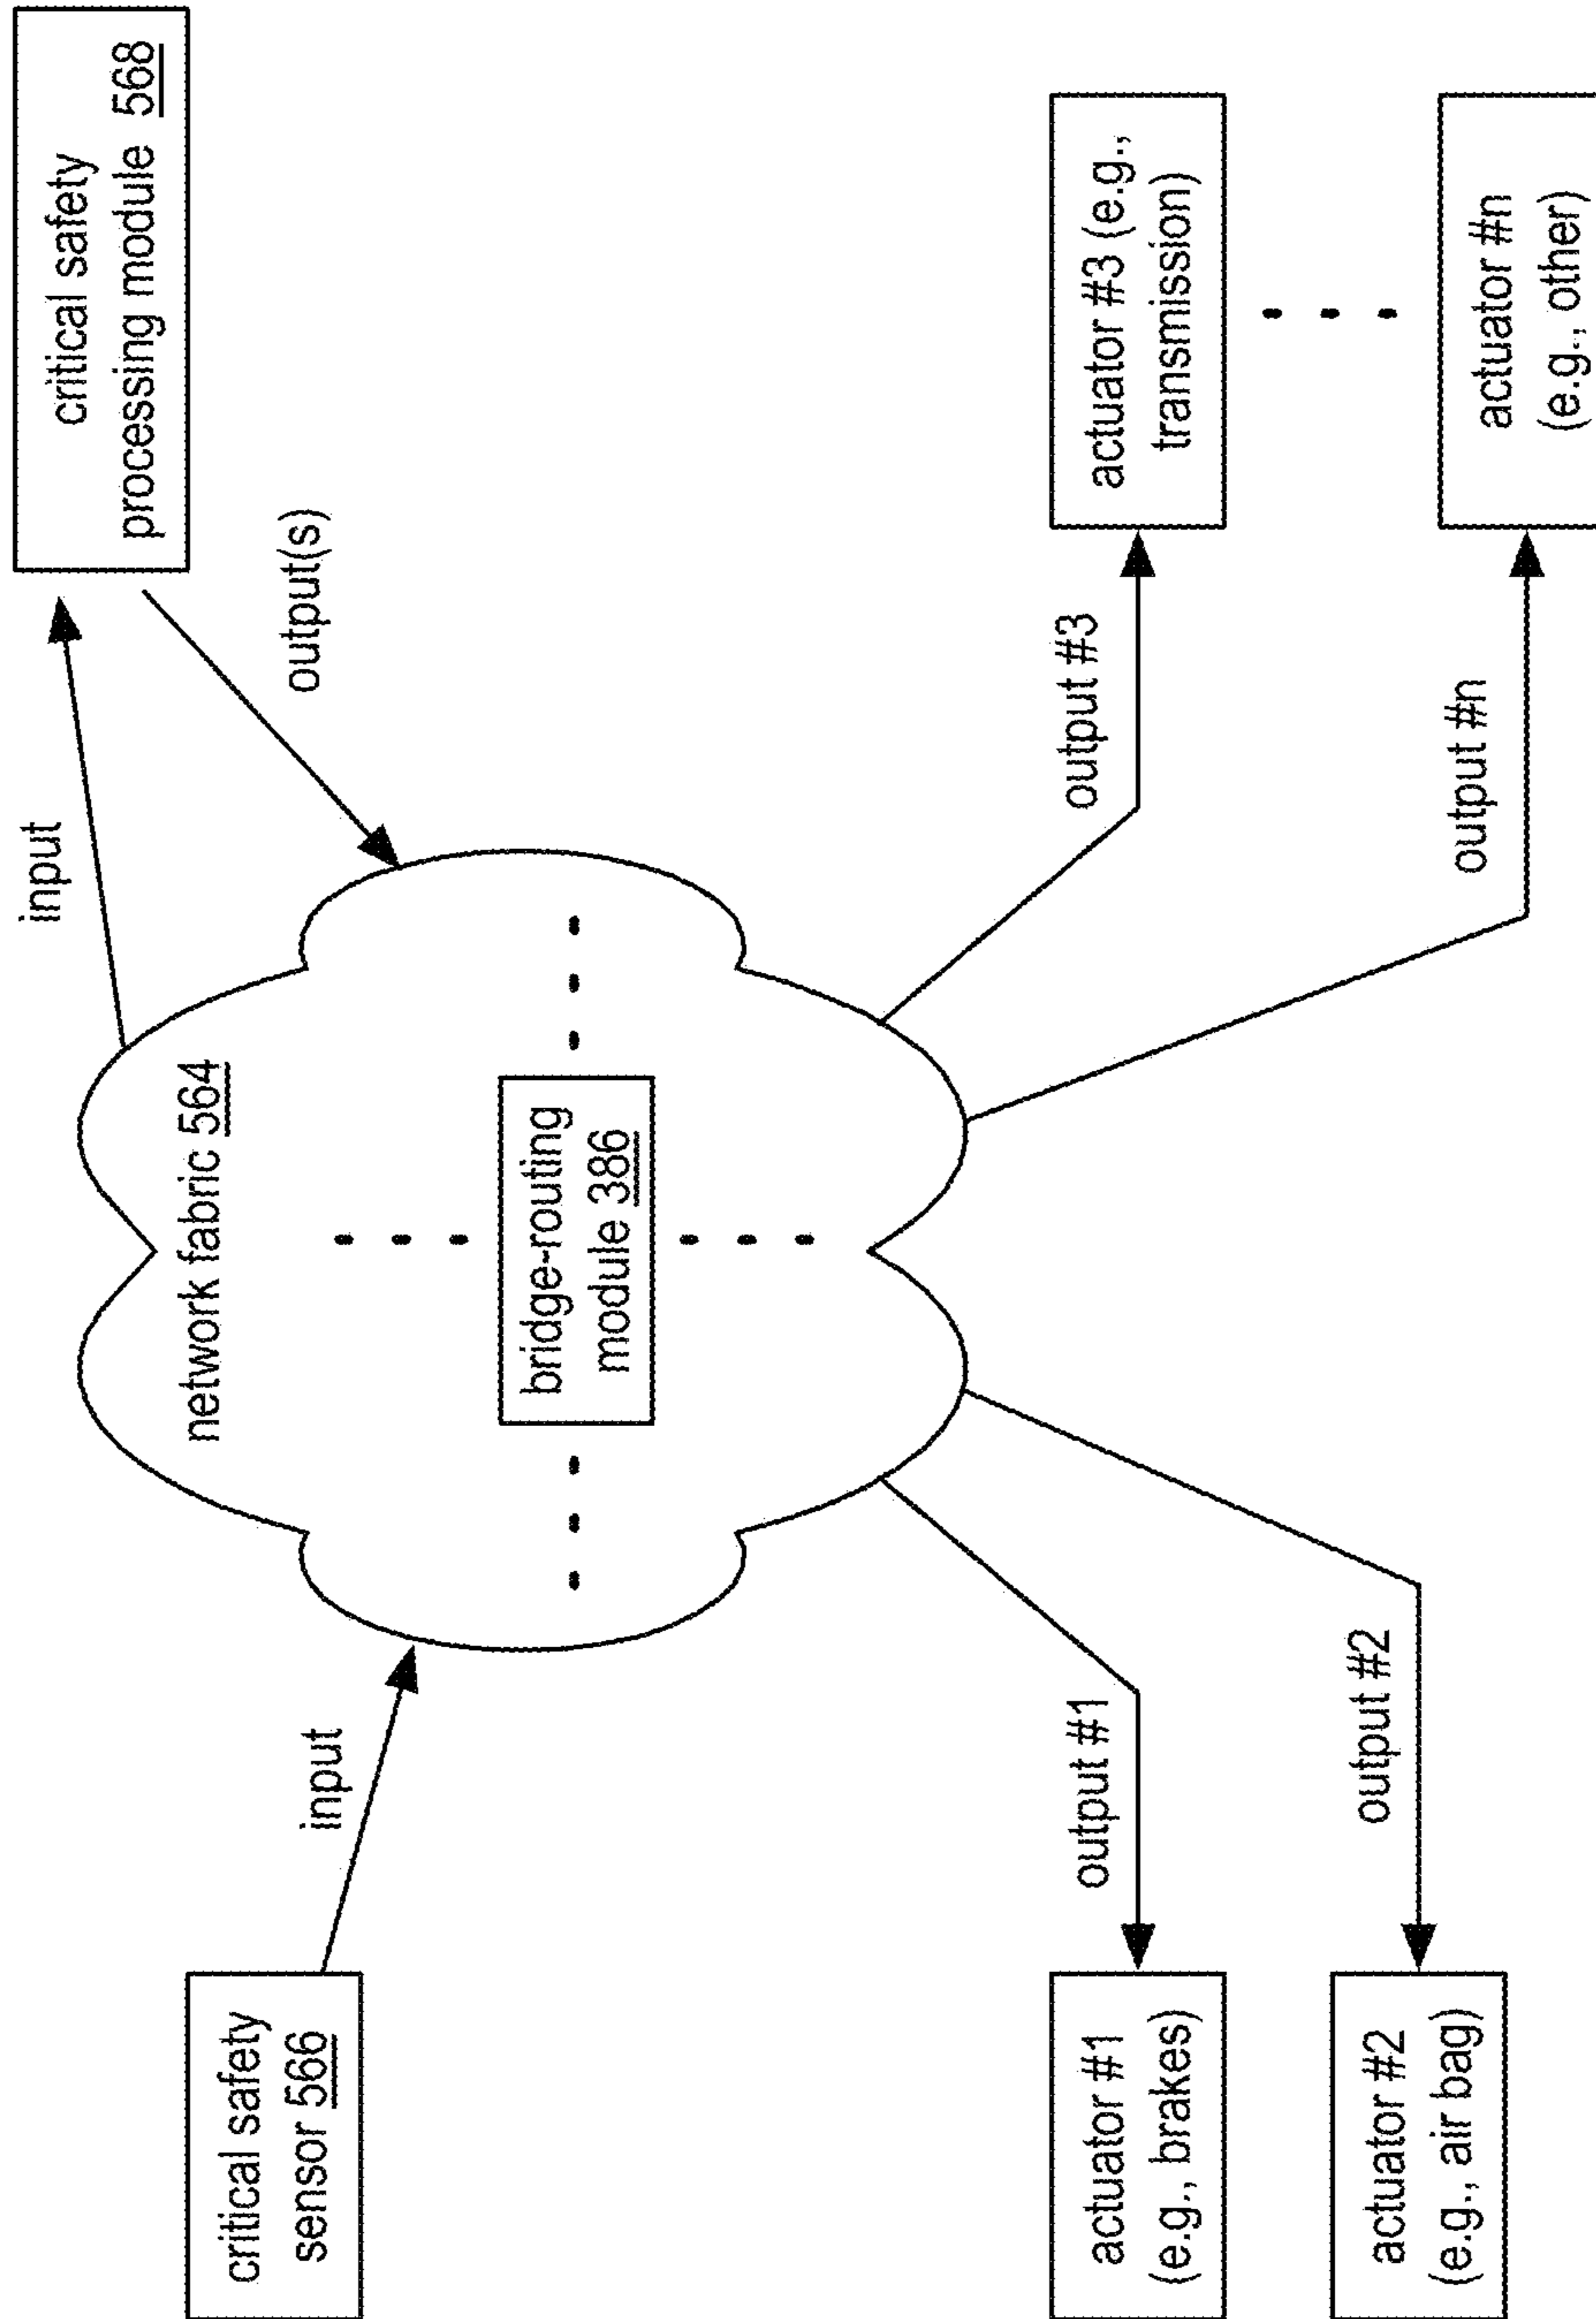 critical safety
processing module 568
input
output(s)
network fabric 564
critical safety
sensor 566
input
bridge-routing
module 386
actuator #1
(e.g., brakes)
output #1
output #3
actuator #3 (e.g.,
transmission)
actuator #2
(e.g., air bag)
output #2
output #n
actuator #n
(e.g., other)